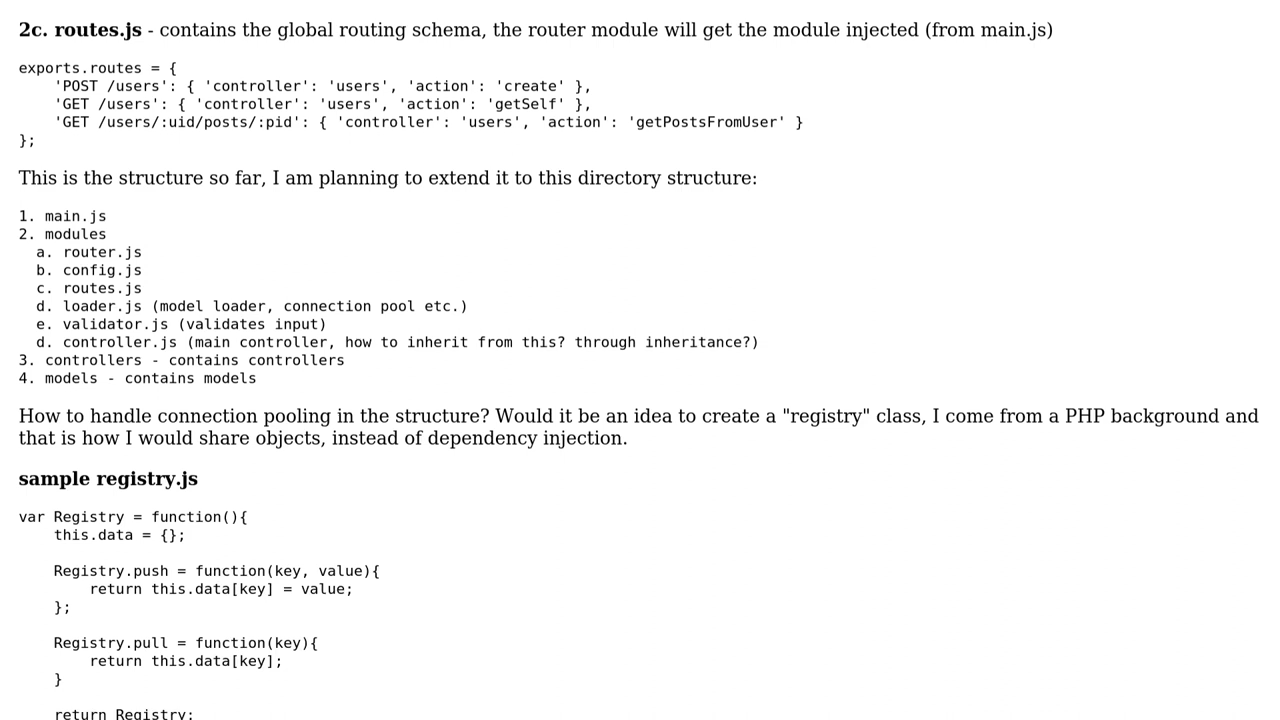 2c. routes.js - contains the global routing schema, the router module will get the module injected (from main.js)
exports.routes = {
    'POST /users': { 'controller': 'users', 'action': 'create' },
    'GET /users': { 'controller': 'users', 'action': 'getSelf' },
    'GET /users/:uid/posts/:pid': { 'controller': 'users', 'action': 'getPostsFromUser' }
};
This is the structure so far, I am planning to extend it to this directory structure:
1. main.js
2. modules
  a. router.js
  b. config.js
  c. routes.js
  d. loader.js (model loader, connection pool etc.)
  e. validator.js (validates input)
  d. controller.js (main controller, how to inherit from this? through inheritance?)
3. controllers - contains controllers
4. models - contains models
How to handle connection pooling in the structure? Would it be an idea to create a "registry" class, I come from a PHP background and
that is how I would share objects, instead of dependency injection.
sample registry.js
var Registry = function(){
    this.data = {};
    Registry.push = function(key, value){
        return this.data[key] = value;
    };
    Registry.pull = function(key){
        return this.data[key];
    }
    return Registry;